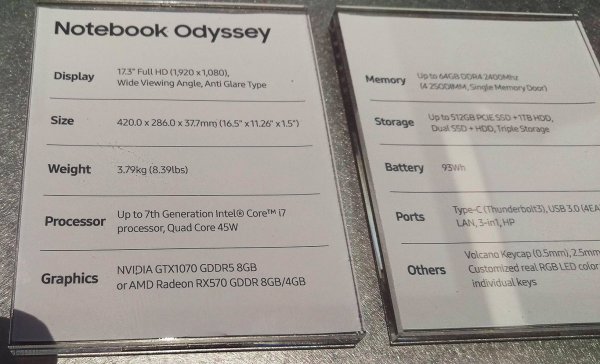 Notebook Odyssey
Display 17.3" Full HD (1,920 x 1,080),
Wide Viewing Angle, Anti Glare Type
Size 420.0 x 286.0 x 37.7mm (16.5" x 11.26" x 1.5")
Weight 3.79kg (8.39lbs)
Processor Up to 7th Generation Intel® Core™ i7
processor, Quad Core 45W
Graphics NVIDIA GTX1070 GDDR5 8GB
or AMD Radeon RX570 GDDR 8GB/4GB
Memory Up to 64GB DDR4 2400Mhz
(4 2SODIMM, Single Memory Door)
Storage Up to 512GB PCIE SSD + 1TB HDD,
Dual SSD + HDD, Triple Storage
Battery 93Wh
Ports Type-C (Thunderbolt3), USB 3.0 (4EA
LAN, 3-in1, HP
Others Volcano Keycap (0.5mm), 2.5mm
Customized real RGB LED color
individual keys